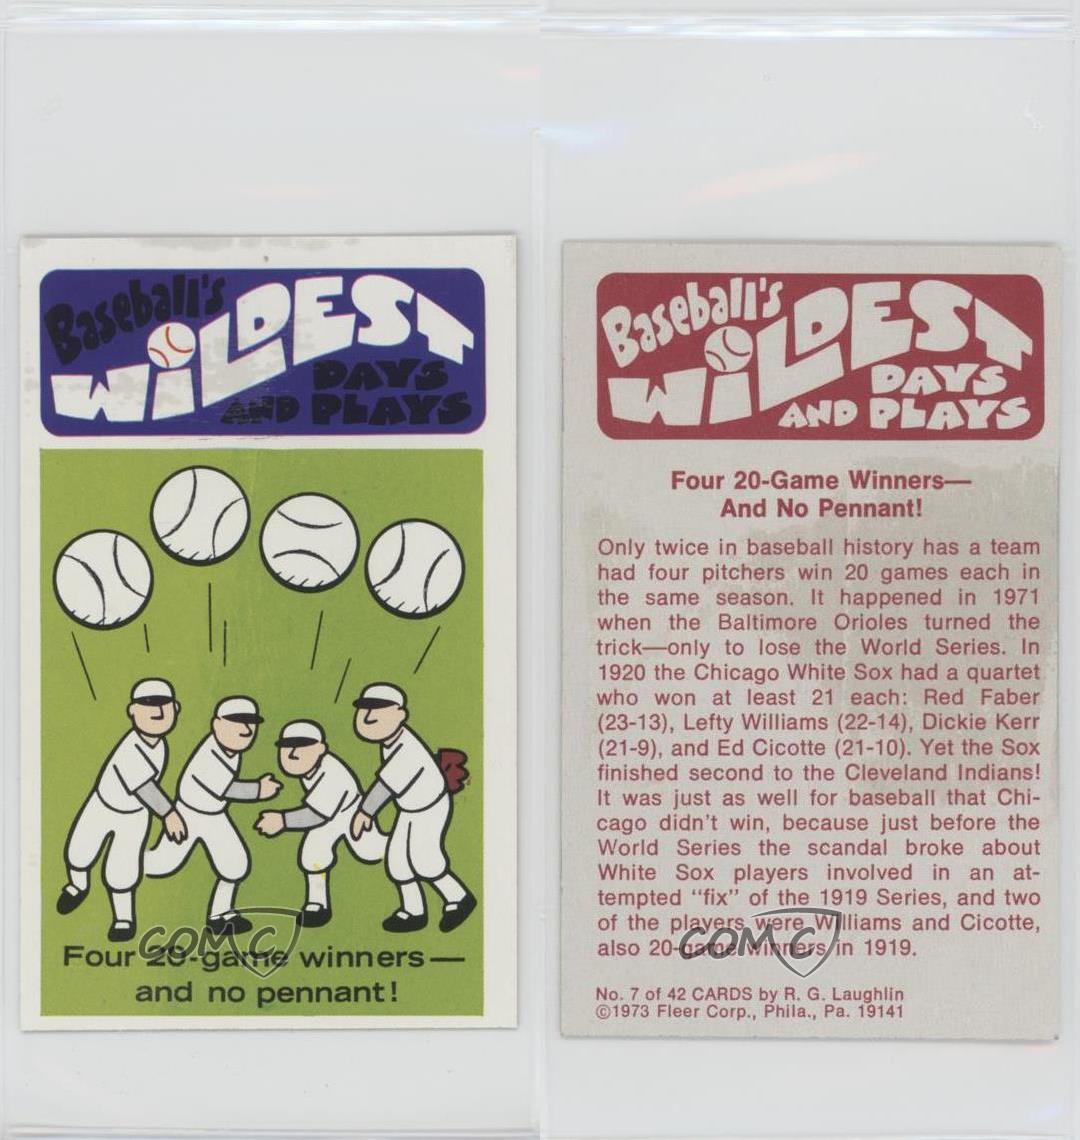 Baseball's
WiLDEST
DAYS
AND PLAYS
Four 20-game winners—
and no pennant!
COMC
Baseball's
WiLDEST
DAYS
AND PLAYS
Four 20-Game Winners—
And No Pennant!
Only twice in baseball history has a team
had four pitchers win 20 games each in
the same season. It happened in 1971
when the Baltimore Orioles turned the
trick—only to lose the World Series. In
1920 the Chicago White Sox had a quartet
who won at least 21 each: Red Faber
(23-13), Lefty Williams (22-14), Dickie Kerr
(21-9), and Ed Cicotte (21-10). Yet the Sox
finished second to the Cleveland Indians!
It was just as well for baseball that Chi-
cago didn't win, because just before the
World Series the scandal broke about
White Sox players involved in an at-
tempted "fix" of the 1919 Series, and two
of the players were Williams and Cicotte,
also 20-game winners in 1919.
COMC
No. 7 of 42 CARDS by R. G. Laughlin
©1973 Fleer Corp., Phila., Pa. 19141